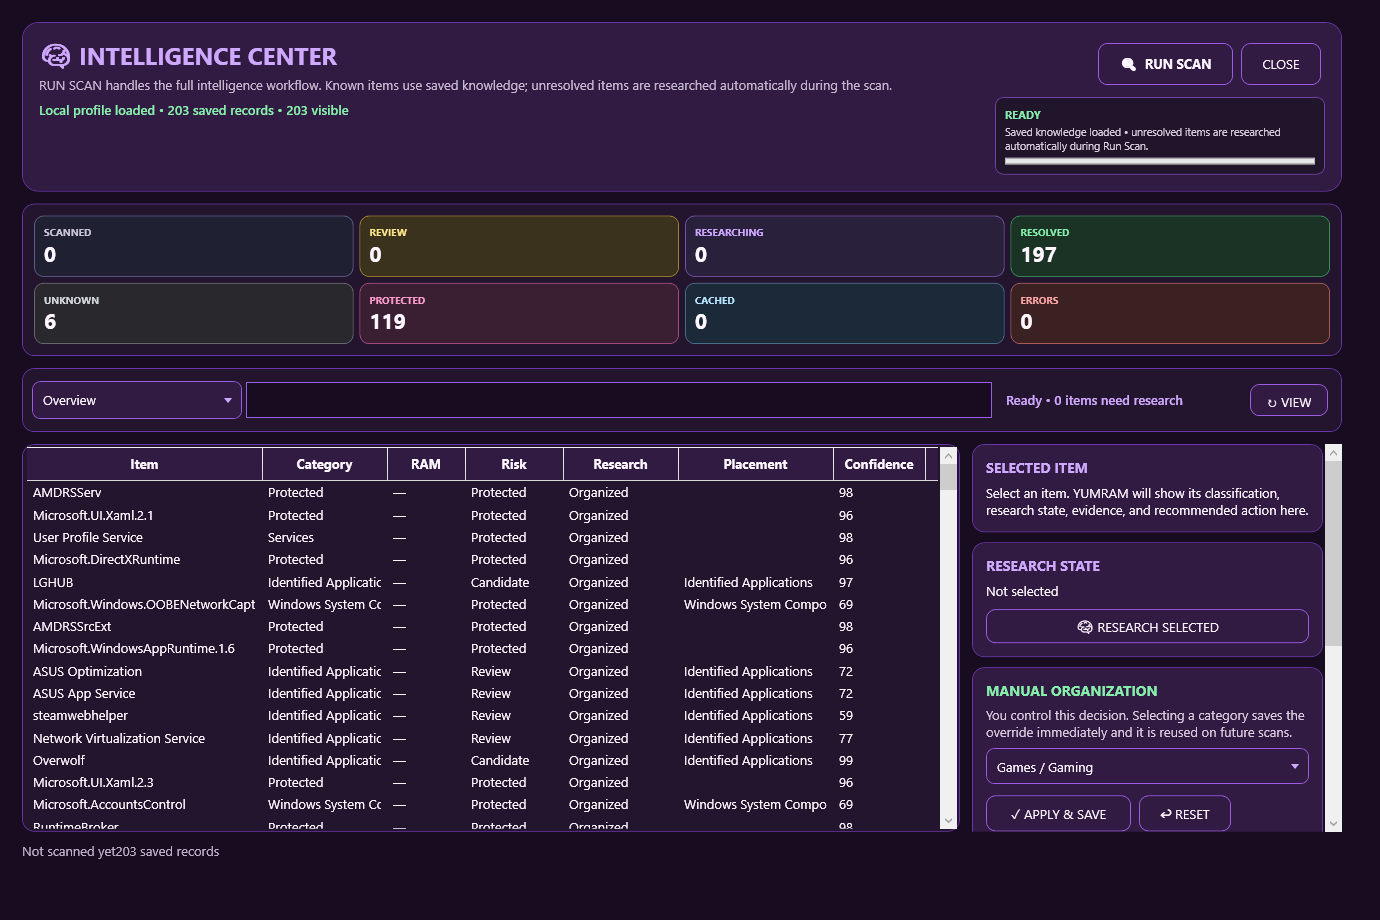 INTELLIGENCE CENTER
RUN SCAN handles the full intelligence workflow. Known items use saved knowledge; unresolved items are researched automatically during the scan.
Local profile loaded • 203 saved records • 203 visible
RUN SCAN
CLOSE
READY
Saved knowledge loaded • unresolved items are researched
automatically during Run Scan.
SCANNED
0
REVIEW
0
RESEARCHING
0
RESOLVED
197
UNKNOWN
6
PROTECTED
119
CACHED
0
ERRORS
0
Overview
Ready • 0 items need research
↻ VIEW
Item Category RAM Risk Research Placement Confidence
AMDRSServ Protected — Protected Organized 98
Microsoft.UI.Xaml.2.1 Protected — Protected Organized 96
User Profile Service Services — Protected Organized 98
Microsoft.DirectXRuntime Protected — Protected Organized 96
LGHUB Identified Applicatic — Candidate Organized Identified Applications 97
Microsoft.Windows.OOBENetworkCapt Windows System Cc — Protected Organized Windows System Compo 69
AMDRSSrcExt Protected — Protected Organized 98
Microsoft.WindowsAppRuntime.1.6 Protected — Protected Organized 96
ASUS Optimization Identified Applicatic — Review Organized Identified Applications 72
ASUS App Service Identified Applicatic — Review Organized Identified Applications 72
steamwebhelper Identified Applicatic — Review Organized Identified Applications 59
Network Virtualization Service Identified Applicatic — Review Organized Identified Applications 77
Overwolf Identified Applicatic — Candidate Organized Identified Applications 99
Microsoft.UI.Xaml.2.3 Protected — Protected Organized 96
Microsoft.AccountsControl Windows System Cc — Protected Organized Windows System Compo 69
RuntimeBroker Protected — Protected Organized 98
SELECTED ITEM
Select an item. YUMRAM will show its classification,
research state, evidence, and recommended action here.
RESEARCH STATE
Not selected
RESEARCH SELECTED
MANUAL ORGANIZATION
You control this decision. Selecting a category saves the
override immediately and it is reused on future scans.
Games / Gaming
✓ APPLY & SAVE
↩ RESET
Not scanned yet203 saved records